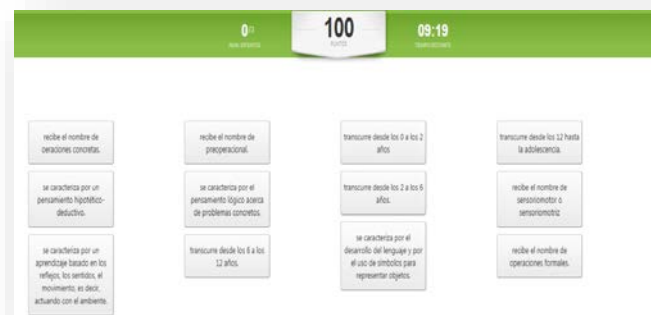 0
100
09:19
PUNTOS
recibe el nombre de
operaciones concretas.
recibe el nombre de
preoperacional.
transcurre desde los 0 a los 2
años
transcurre desde los 12 hasta
la adolescencia.
se caracteriza por un
pensamiento hipotético-
deductivo.
se caracteriza por el
pensamiento lógico acerca
de problemas concretos.
transcurre desde los 2 a los 6
años.
recibe el nombre de
sensoriomotor o
sensoriomotriz
se caracteriza por un
aprendizaje basado en los
reflejos, los sentidos, el
movimiento, es decir,
actuando con el ambiente.
transcurre desde los 6 a los
12 años.
se caracteriza por el
desarrollo del lenguaje y por
el uso de símbolos para
representar objetos.
recibe el nombre de
operaciones formales.